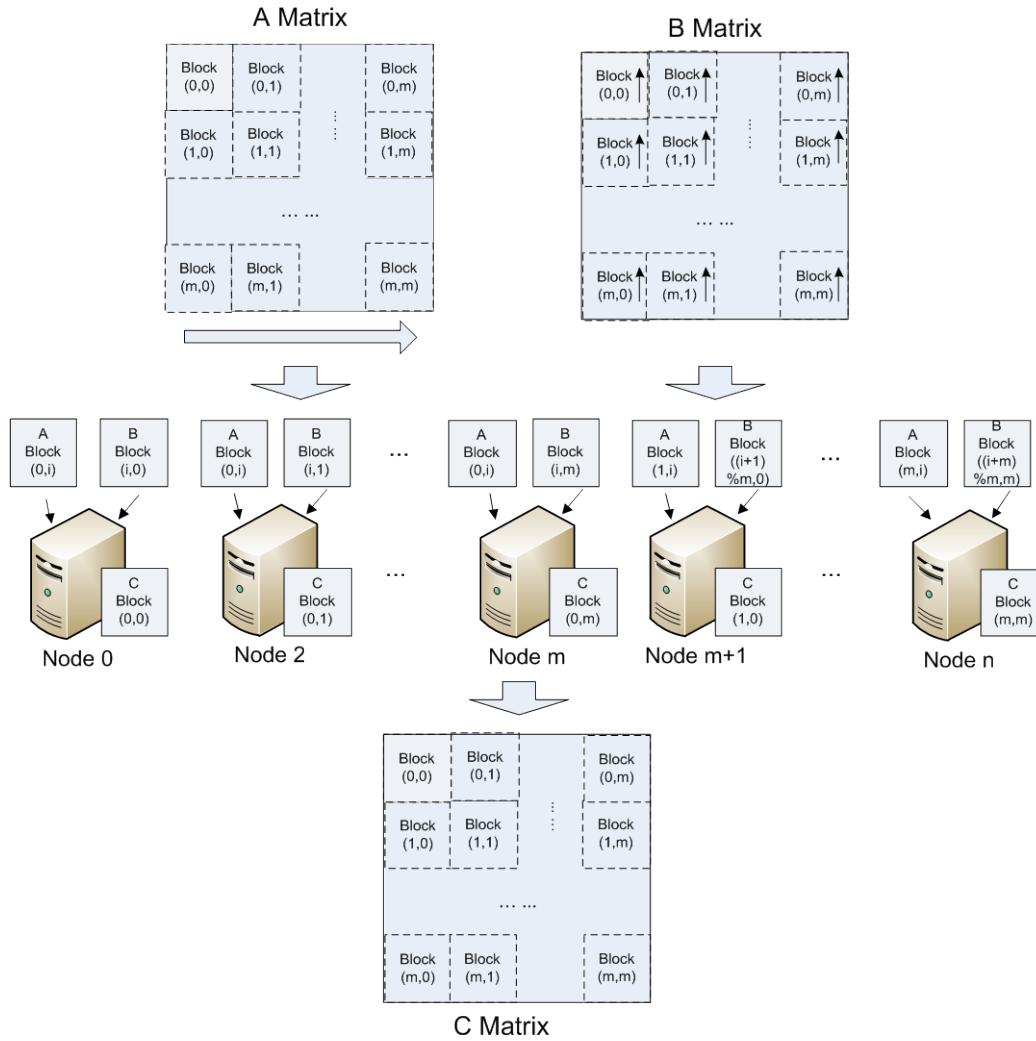 A Matrix
Block
(0,0)
Block
(0,1)
Block
(0,m)
Block
(1,0)
Block
(1,1)
Block
(1,m)
... ...
Block
(m,0)
Block
(m,1)
Block
(m,m)
B Matrix
Block
(0,0)
Block
(0,1)
Block
(0,m)
Block
(1,0)
Block
(1,1)
Block
(1,m)
... ...
Block
(m,0)
Block
(m,1)
Block
(m,m)
A
Block
(0,i)
B
Block
(i,0)
C
Block
(0,0)
Node 0
A
Block
(0,i)
B
Block
(i,1)
C
Block
(0,1)
Node 2
...
...
A
Block
(0,i)
B
Block
(i,m)
C
Block
(0,m)
Node m
A
Block
(1,i)
B
Block
((i+1)
%m,0)
C
Block
(1,0)
Node m+1
...
...
A
Block
(m,i)
B
Block
((i+m)
%m,m)
C
Block
(m,m)
Node n
Block
(0,0)
Block
(0,1)
Block
(0,m)
Block
(1,0)
Block
(1,1)
Block
(1,m)
... ...
Block
(m,0)
Block
(m,1)
Block
(m,m)
C Matrix